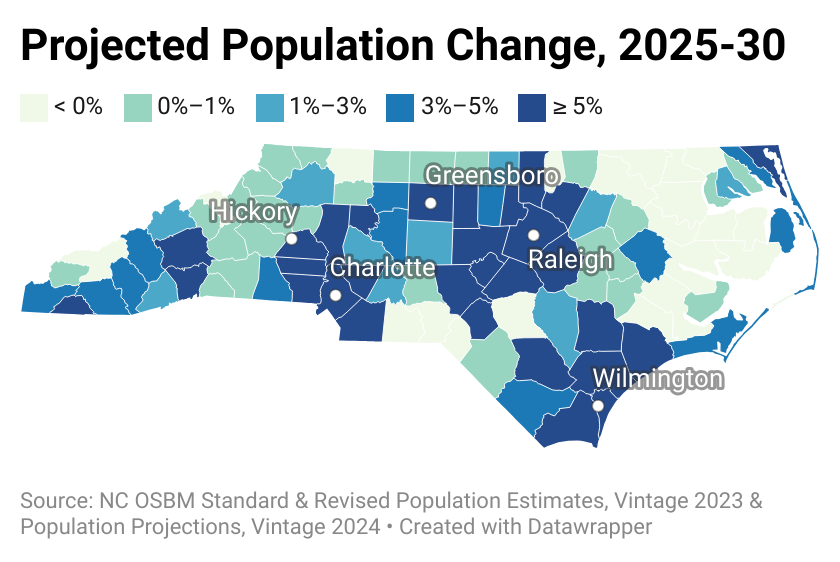 Projected Population Change, 2025-30
< 0% 0%–1% 1%–3% 3%–5% ≥ 5%
Greensboro
Hickory
Raleigh
Charlotte
Wilmington
Source: NC OSBM Standard & Revised Population Estimates, Vintage 2023 &
Population Projections, Vintage 2024 • Created with Datawrapper